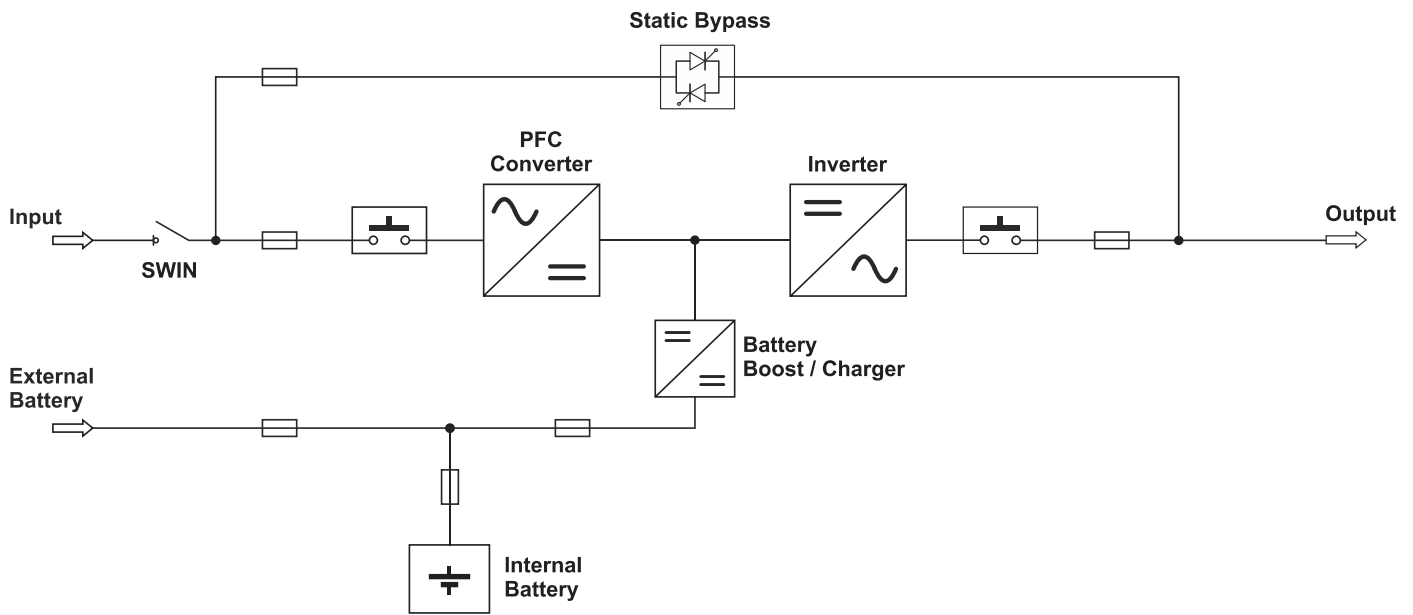 Static Bypass
PFC
Converter
Inverter
Input
SWIN
Output
Battery
Boost / Charger
External
Battery
Internal
Battery